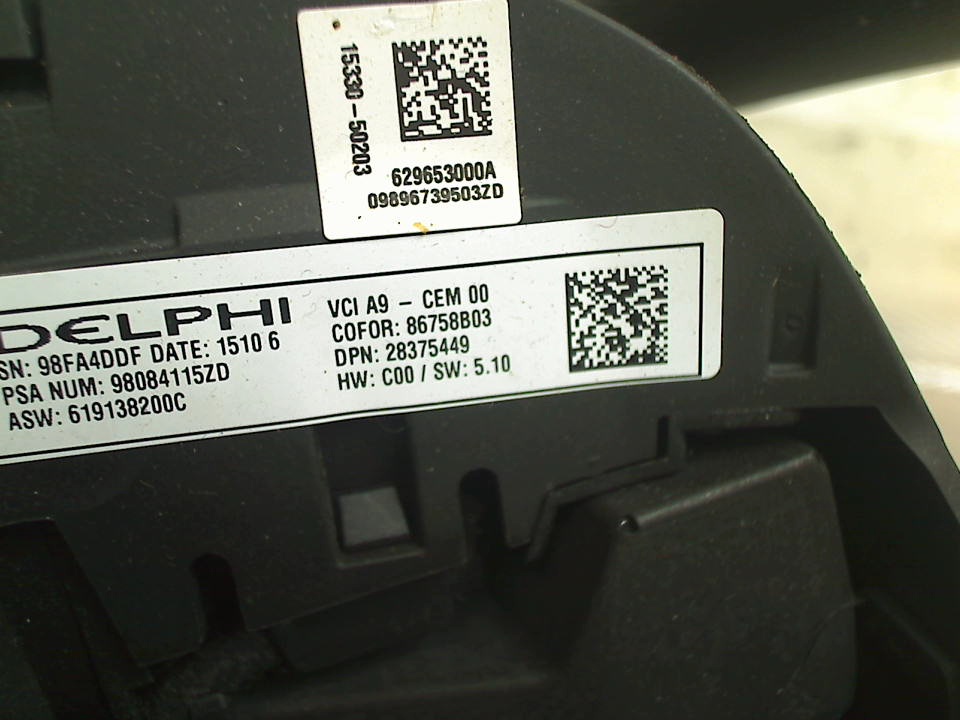 15330-50203
629653000A
09896739503ZD
DELPHI
SN: 98FA4DDF DATE: 1510 6
PSA NUM: 98084115ZD
ASW: 619138200C
VCI A9 - CEM 00
COFOR: 86758B03
DPN: 28375449
HW: C00 / SW: 5.10